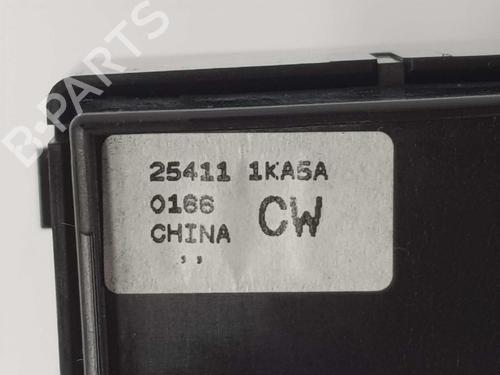 B-PARTS
25411 1KA5A
0166 CW
CHINA
,,